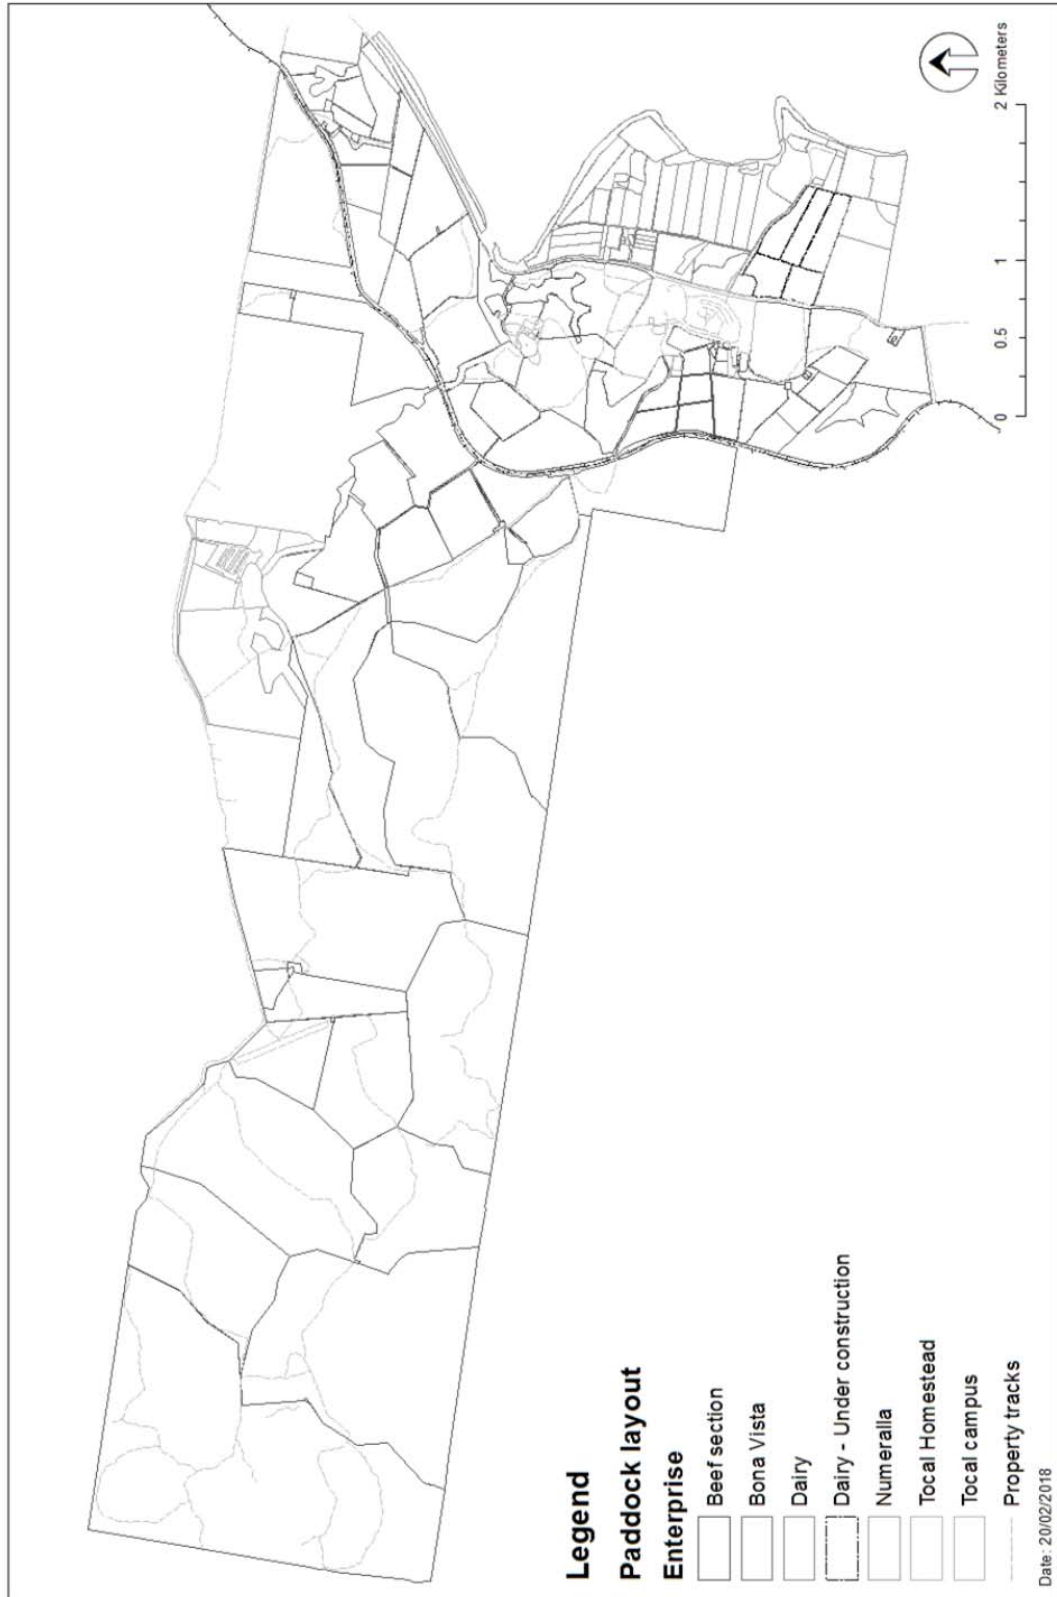 Legend
Paddock layout
Enterprise
Beef section
Bona Vista
Dairy
Dairy - Under construction
Numeralla
Tocal Homestead
Tocal campus
Property tracks
Date: 20/02/2018
0 0.5 1 2 Kilometers